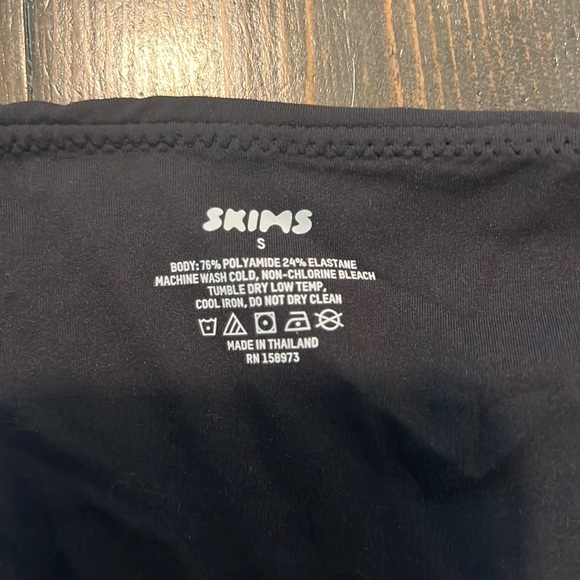 SKIMS
S
BODY: 76% POLYAMIDE 24% ELASTANE
MACHINE WASH COLD, NON-CHLORINE BLEACH
TUMBLE DRY LOW TEMP,
COOL IRON, DO NOT DRY CLEAN
MADE IN THAILAND
RN 158973